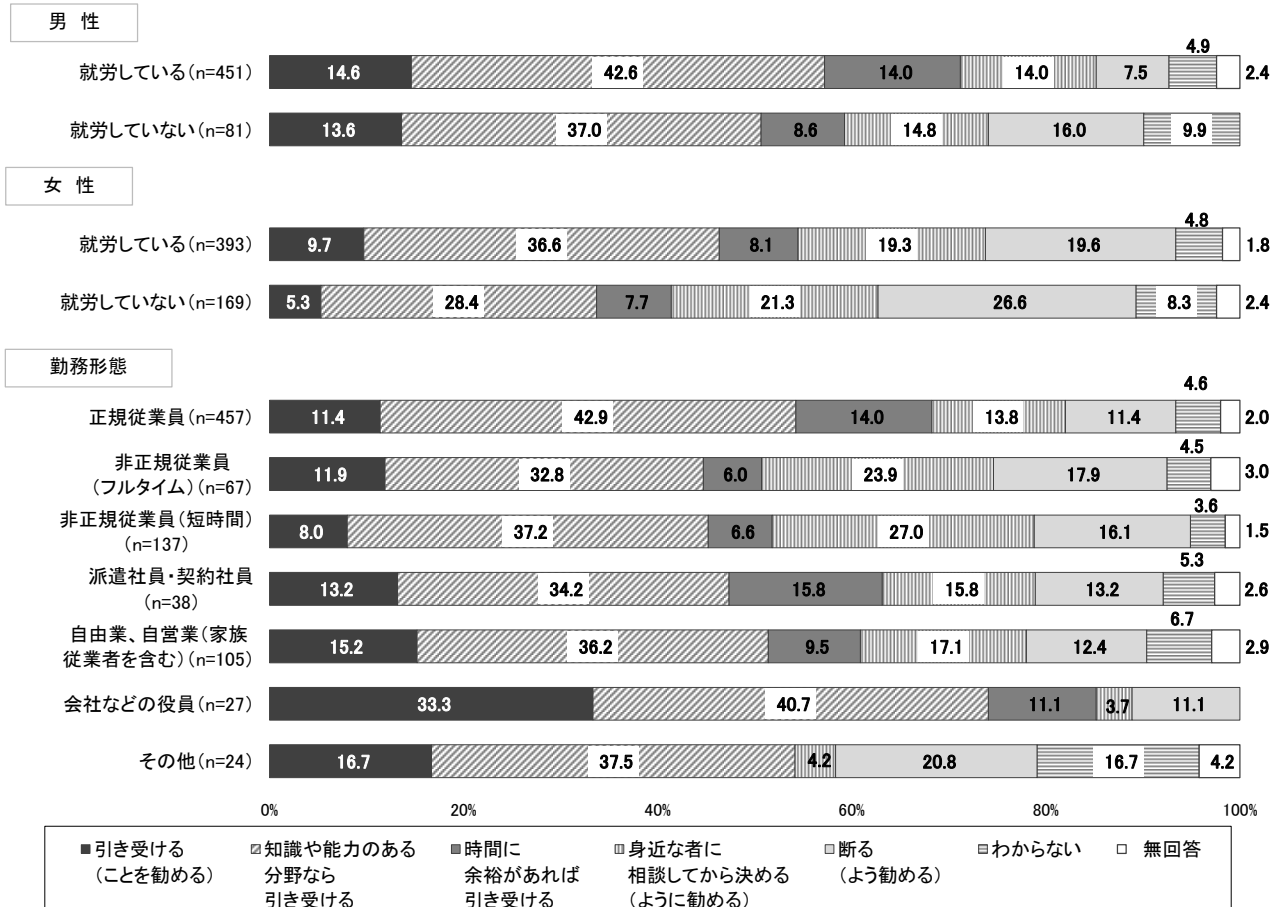 男 性
4.9
就労している(n=451) 14.6 42.6 14.0 14.0 7.5 2.4
就労していない(n=81) 13.6 37.0 8.6 14.8 16.0 9.9
女 性
4.8
就労している(n=393) 9.7 36.6 8.1 19.3 19.6 1.8
就労していない(n=169) 5.3 28.4 7.7 21.3 26.6 8.3 2.4
勤務形態
4.6
正規従業員(n=457) 11.4 42.9 14.0 13.8 11.4 2.0
4.5
非正規従業員
(フルタイム)(n=67) 11.9 32.8 6.0 23.9 17.9 3.0
3.6
非正規従業員(短時間)
(n=137) 8.0 37.2 6.6 27.0 16.1 1.5
5.3
派遣社員・契約社員
(n=38) 13.2 34.2 15.8 15.8 13.2 2.6
6.7
自由業、自営業(家族
従業者を含む)(n=105) 15.2 36.2 9.5 17.1 12.4 2.9
会社などの役員(n=27) 33.3 40.7 11.1 3.7 11.1
その他(n=24) 16.7 37.5 4.2 20.8 16.7 4.2
0% 20% 40% 60% 80% 100%
引き受ける
(ことを勧める)
知識や能力のある
分野なら
引き受ける
時間に
余裕があれば
引き受ける
身近な者に
相談してから決める
(ように勧める)
断る
(よう勧める)
わからない
無回答